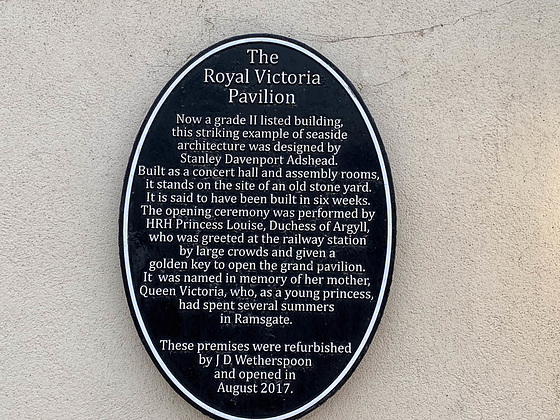 The
Royal Victoria
Pavilion
Now a grade II listed building,
this striking example of seaside
architecture was designed by
Stanley Davenport Adshead.
Built as a concert hall and assembly rooms,
it stands on the site of an old stone yard.
It is said to have been built in six weeks.
The opening ceremony was performed by
HRH Princess Louise, Duchess of Argyll,
who was greeted at the railway station
by large crowds and given a
golden key to open the grand pavilion.
It was named in memory of her mother,
Queen Victoria, who, as a young princess,
had spent several summers
in Ramsgate.
These premises were refurbished
by J D Wetherspoon
and opened in
August 2017.